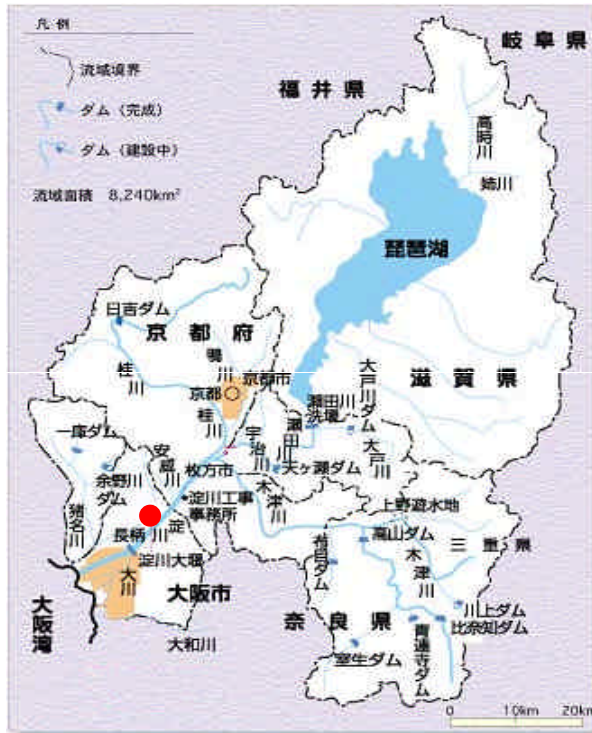 凡例
流域境界
ダム（完成）
ダム（建設中）
流域面積 8,240km²
岐阜県
福井県
高時川
姉川
琵琶湖
日吉ダム
京都府
鴨川
京都市
京都
桂川
桂川
滋賀県
大戸川ダム
瀬田川洗堰
瀬田川
大戸川
宇治川
天ヶ瀬ダム
一庫ダム
安威川
枚方市
余野川ダム
淀川工事事務所
木津川
猪名川
上野遊水地
長柄
淀川
高山ダム
三重県
淀川大堰
布目ダム
木津川
大川
大阪市
大阪湾
奈良県
川上ダム
比奈知ダム
大和川
室生ダム
青蓮寺ダム
0 10km 20km